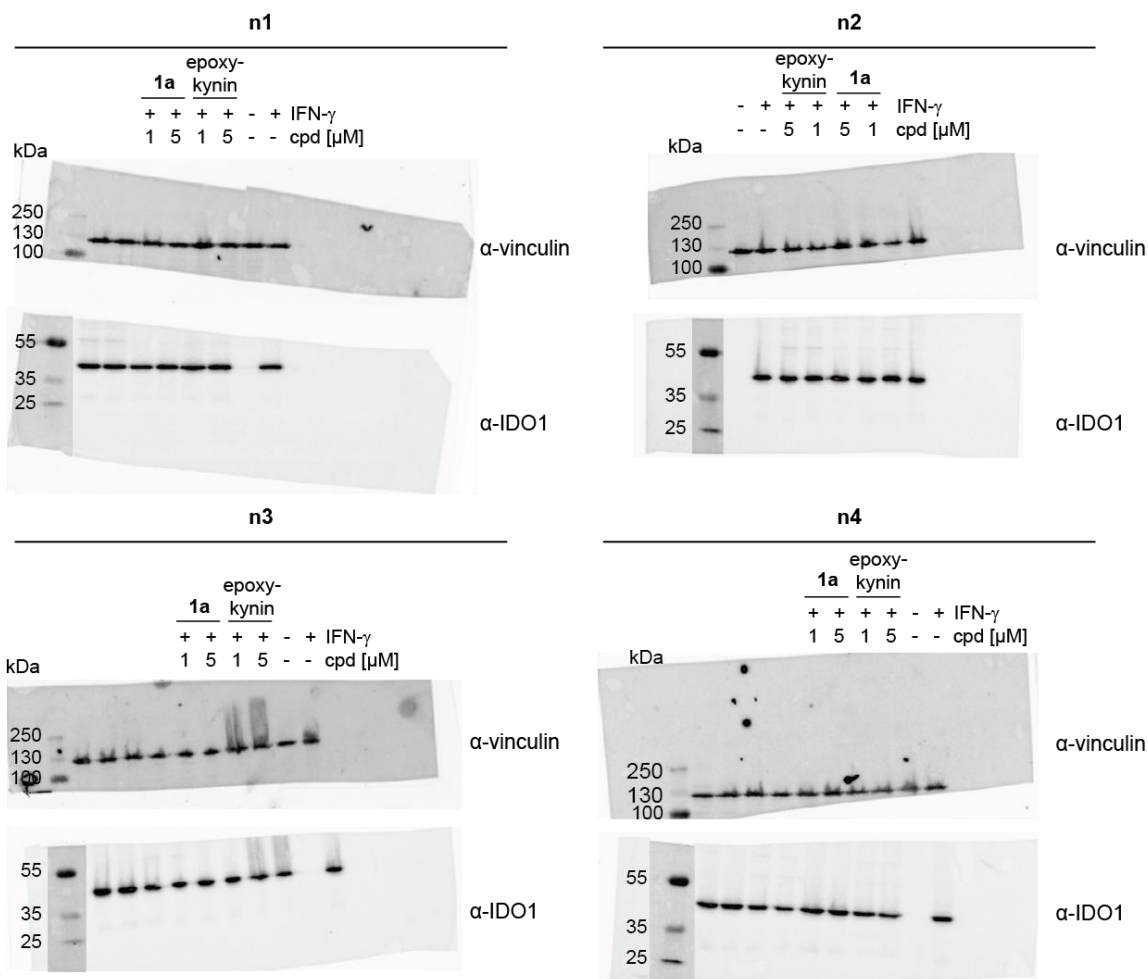 n1
epoxy-
1a kynin
+ + + + - + IFN-γ
1 5 1 5 - - cpd [µM]
kDa
250
130
100
α-vinculin
55
35
25
α-IDO1
n2
epoxy-
kynin 1a
- + + + + + IFN-γ
- - 5 1 5 1 cpd [µM]
kDa
250
130
100
α-vinculin
55
35
25
α-IDO1
n3
epoxy-
1a kynin
+ + + + - + IFN-γ
1 5 1 5 - - cpd [µM]
kDa
250
130
100
α-vinculin
55
35
25
α-IDO1
n4
epoxy-
1a kynin
+ + + + - + IFN-γ
1 5 1 5 - - cpd [µM]
kDa
250
130
100
α-vinculin
55
35
25
α-IDO1